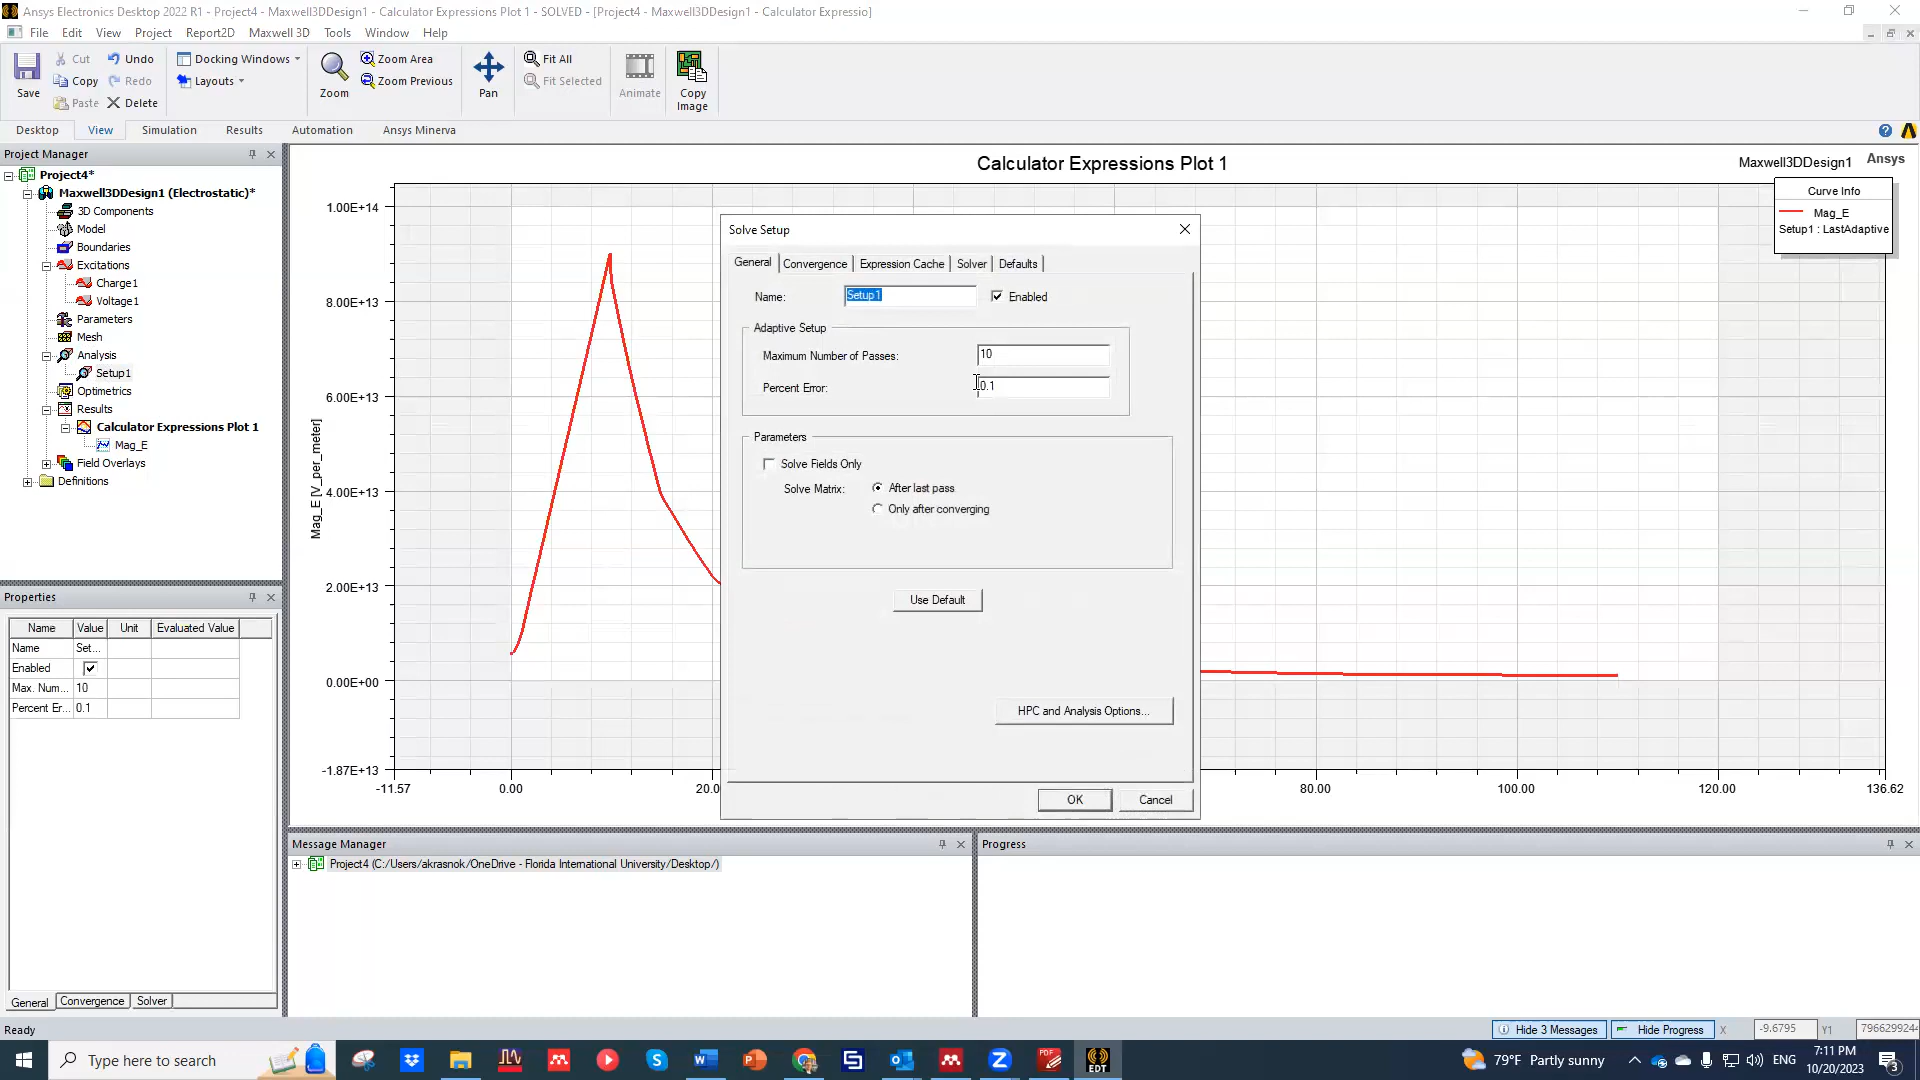 Ansys Electronics Desktop 2022 R1 - Project4 - Maxwell3DDesign1 - Calculator Expressions Plot 1 - SOLVED - [Project4 - Maxwell3DDesign1 - Calculator Expressio]
File Edit View Project Report2D Maxwell 3D Tools Window Help
Save Cut Copy Paste Undo Redo Delete Docking Windows Layouts Zoom Zoom Area Zoom Previous Pan Fit All Fit Selected Animate Copy Image
Desktop View Simulation Results Automation Ansys Minerva
Project Manager
Project4*
Maxwell3DDesign1 (Electrostatic)*
3D Components
Model
Boundaries
Excitations
Charge1
Voltage1
Parameters
Mesh
Analysis
Setup1
Optimetrics
Results
Calculator Expressions Plot 1
Mag_E
Field Overlays
Definitions
Properties
Name Value Unit Evaluated Value
Name Set...
Enabled
Max. Num... 10
Percent Er... 0.1
General Convergence Solver
Calculator Expressions Plot 1
Maxwell3DDesign1 Ansys
Curve Info
Mag_E
Setup1 : LastAdaptive
Mag_E [V_per_meter]
1.00E+14
8.00E+13
6.00E+13
4.00E+13
2.00E+13
0.00E+00
-1.87E+13
-11.57 0.00 20.0 80.00 100.00 120.00 136.62
Solve Setup
General Convergence Expression Cache Solver Defaults
Name: Setup1 Enabled
Adaptive Setup
Maximum Number of Passes: 10
Percent Error: 0.1
Parameters
Solve Fields Only
Solve Matrix: After last pass
Only after converging
Use Default
HPC and Analysis Options...
OK Cancel
Message Manager
Project4 (C:/Users/akrasnok/OneDrive - Florida International University/Desktop/)
Progress
Ready
Hide 3 Messages Hide Progress X -9.6795 Y1 7966299244
Type here to search
EDT
79°F Partly sunny
ENG
7:11 PM
10/20/2023
3